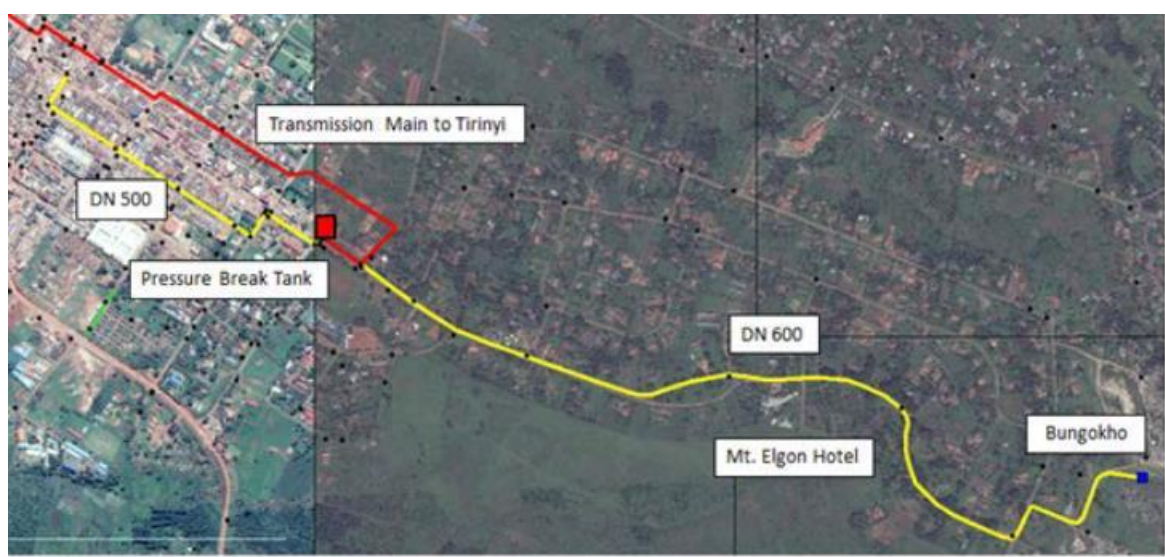 Transmission Main to Tirinyi
DN 500
Pressure Break Tank
DN 600
Bungokho
Mt. Elgon Hotel